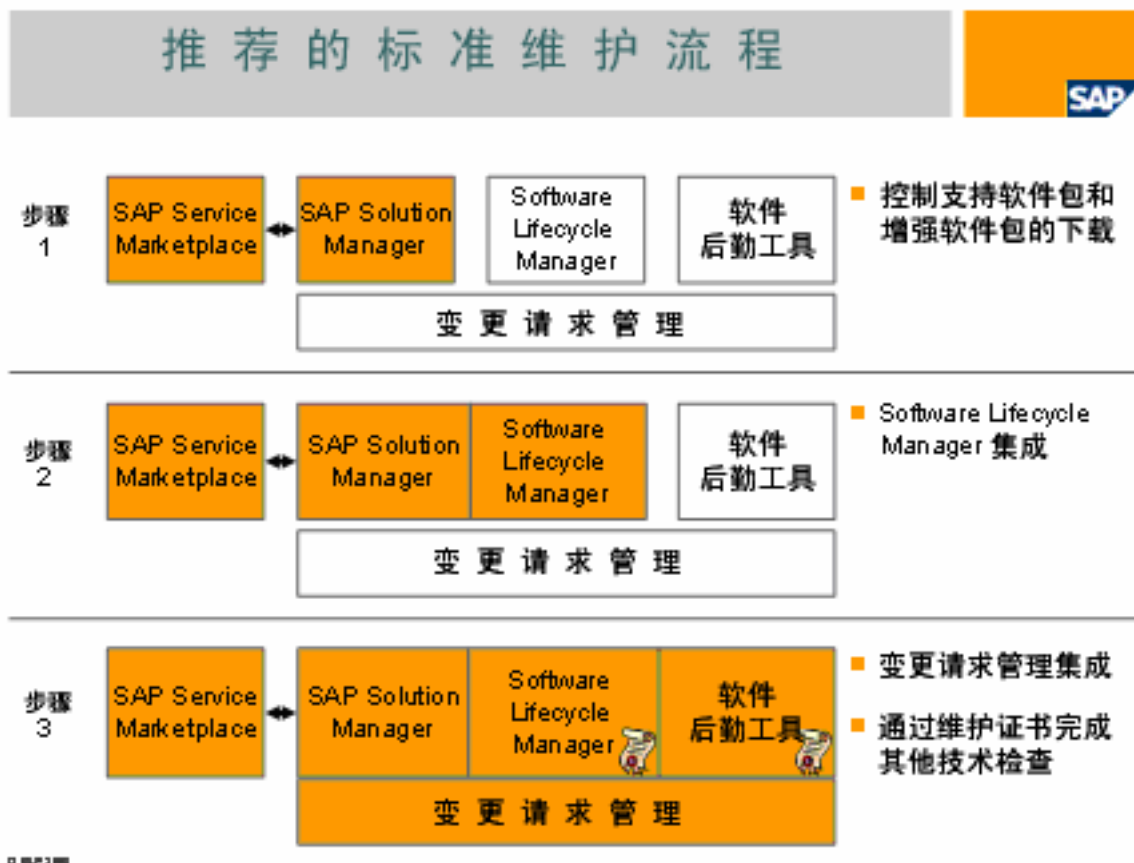 推荐的标准维护流程
SAP
步骤
1
SAP Service
Marketplace
SAP Solution
Manager
Software
Lifecycle
Manager
软件
后勤工具
变更请求管理
控制支持软件包和
增强软件包的下载
步骤
2
SAP Service
Marketplace
SAP Solution
Manager
Software
Lifecycle
Manager
软件
后勤工具
变更请求管理
Software Lifecycle
Manager 集成
步骤
3
SAP Service
Marketplace
SAP Solution
Manager
Software
Lifecycle
Manager
软件
后勤工具
变更请求管理
变更请求管理集成
通过维护证书完成
其他技术检查